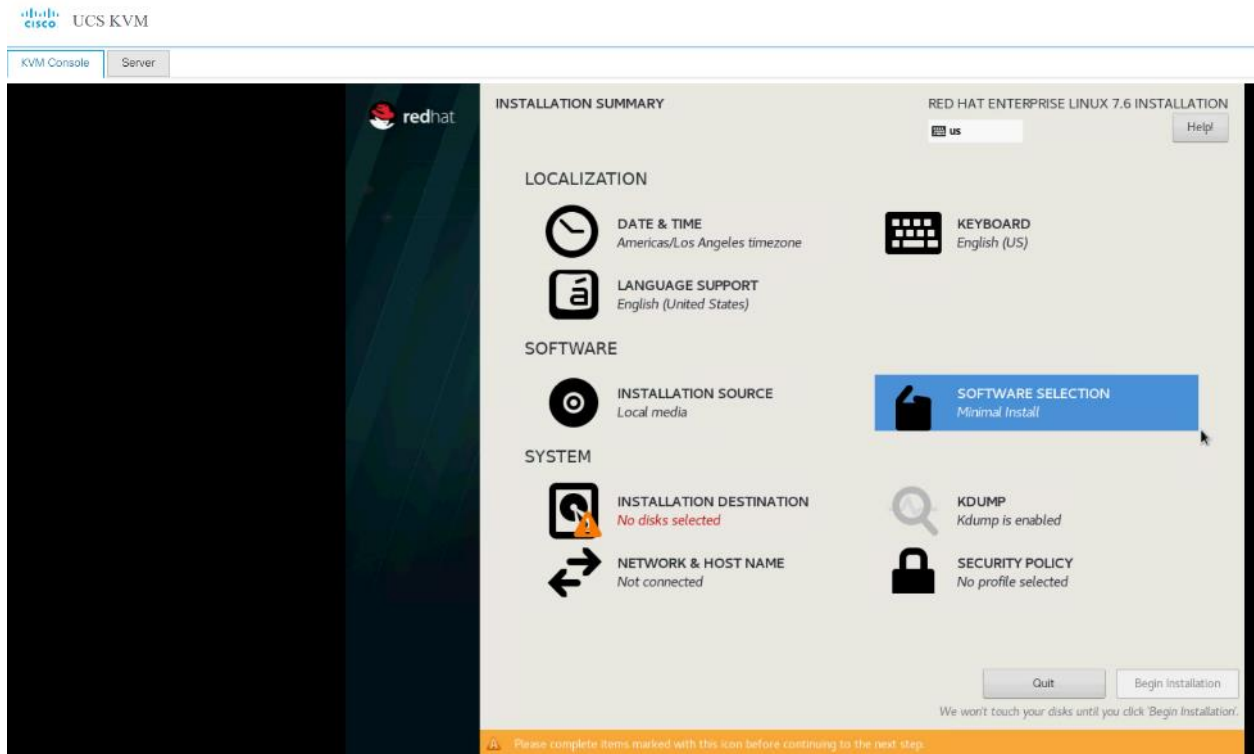 cisco UCS KVM
KVM Console Server
redhat
INSTALLATION SUMMARY
RED HAT ENTERPRISE LINUX 7.6 INSTALLATION
us
Help!
LOCALIZATION
DATE & TIME
Americas/Los Angeles timezone
KEYBOARD
English (US)
á
LANGUAGE SUPPORT
English (United States)
SOFTWARE
INSTALLATION SOURCE
Local media
SOFTWARE SELECTION
Minimal Install
SYSTEM
INSTALLATION DESTINATION
No disks selected
KDUMP
Kdump is enabled
NETWORK & HOST NAME
Not connected
SECURITY POLICY
No profile selected
Quit
Begin Installation
We won't touch your disks until you click 'Begin Installation'.
Please complete items marked with this icon before continuing to the next step.